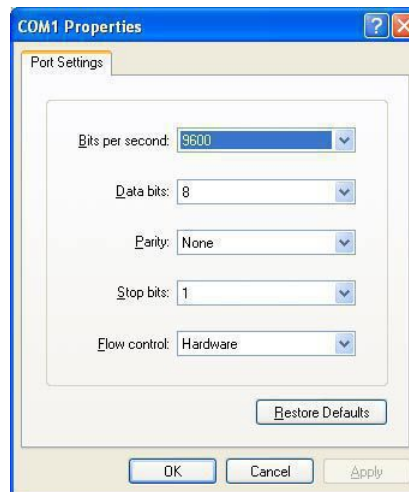 COM1 Properties
Port Settings
Bits per second: 9600
Data bits: 8
Parity: None
Stop bits: 1
Flow control: Hardware
Restore Defaults
OK Cancel Apply